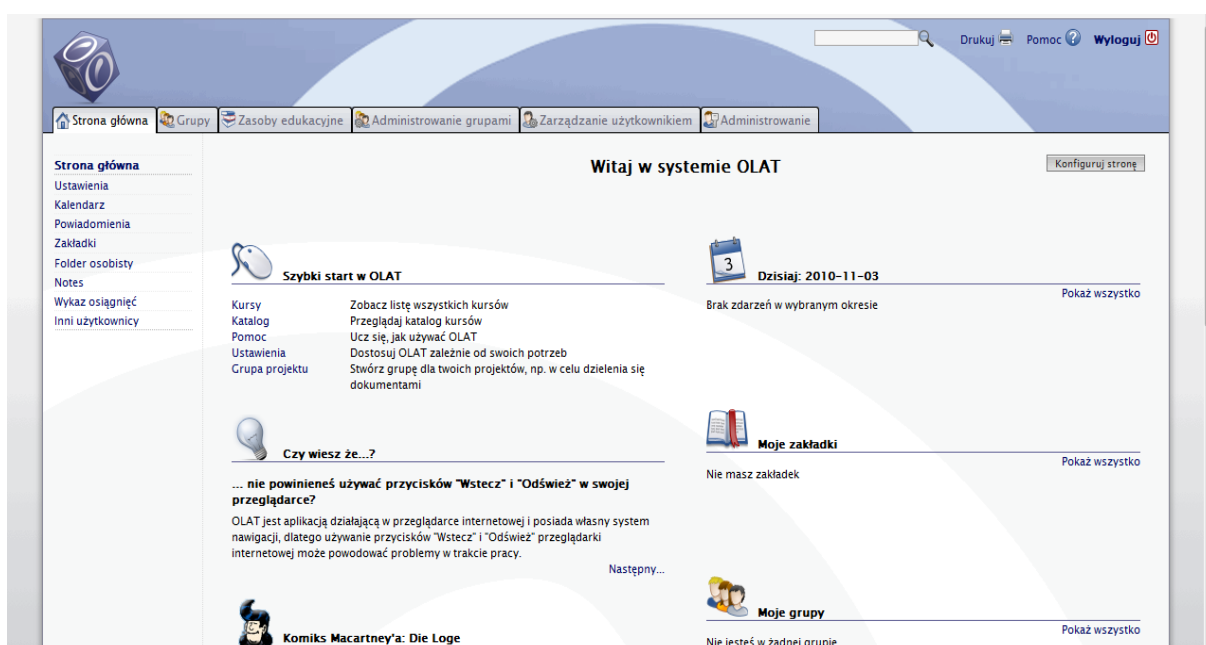 Drukuj Pomoc Wyloguj
Strona główna Grupy Zasoby edukacyjne Administrowanie grupami Zarządzanie użytkownikiem Administrowanie
Strona główna
Ustawienia
Kalendarz
Powiadomienia
Zakładki
Folder osobisty
Notes
Wykaz osiągnięć
Inni użytkownicy
Witaj w systemie OLAT
Konfiguruj stronę
Szybki start w OLAT
Kursy Zobacz listę wszystkich kursów
Katalog Przeglądaj katalog kursów
Pomoc Ucz się, jak używać OLAT
Ustawienia Dostosuj OLAT zależnie od swoich potrzeb
Grupa projektu Stwórz grupę dla twoich projektów, np. w celu dzielenia się
dokumentami
Czy wiesz że...?
... nie powinieneś używać przycisków "Wstecz" i "Odśwież" w swojej
przeglądarce?
OLAT jest aplikacją działającą w przeglądarce internetowej i posiada własny system
nawigacji, dlatego używanie przycisków "Wstecz" i "Odśwież" przeglądarki
internetowej może powodować problemy w trakcie pracy.
Następny...
Komiks Macartney'a: Die Loge
3
Dzisiaj: 2010-11-03
Pokaż wszystko
Brak zdarzeń w wybranym okresie
Moje zakładki
Pokaż wszystko
Nie masz zakładek
Moje grupy
Pokaż wszystko
Nie jesteś w żadnej grupie